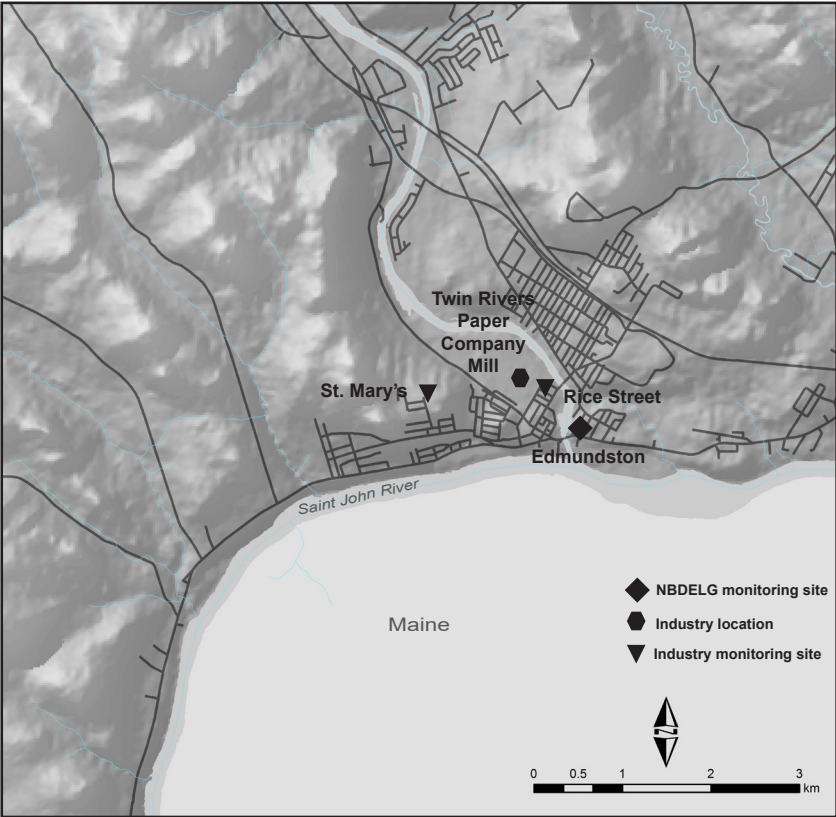 Twin Rivers
Paper
Company
Mill
St. Mary's
Rice Street
Edmundston
Saint John River
Maine
NBDELG monitoring site
Industry location
Industry monitoring site
N
0 0.5 1 2 3
km